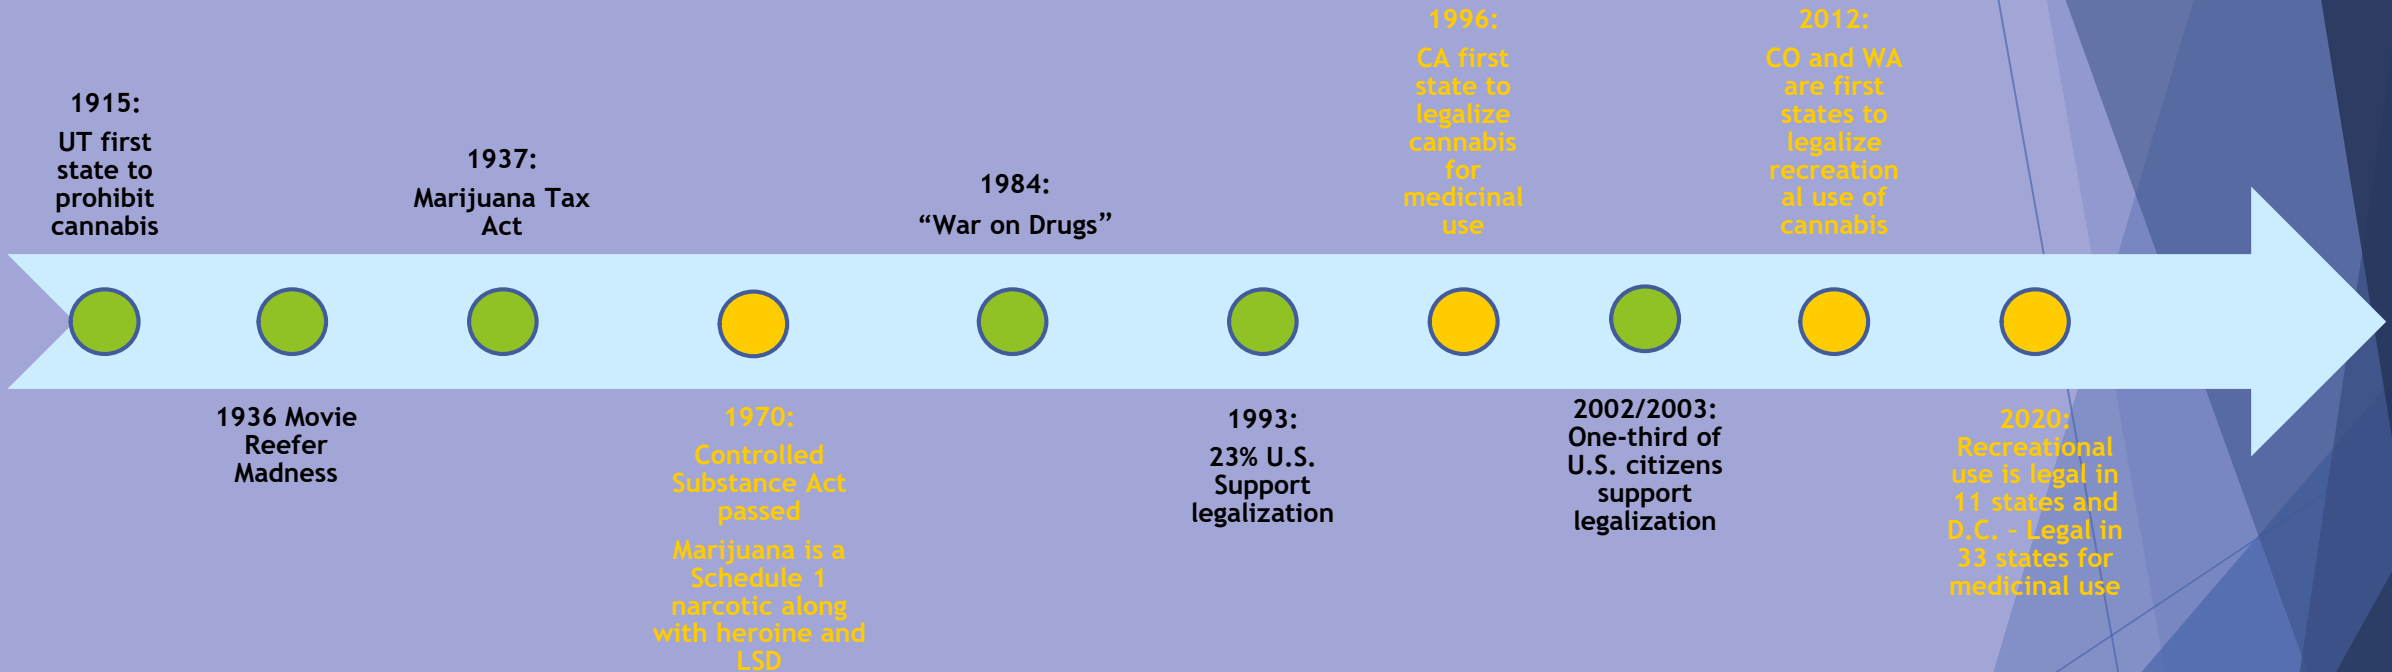 1915:
UT first
state to
prohibit
cannabis
1936 Movie
Reefer
Madness
1937:
Marijuana Tax
Act
1970:
Controlled
Substance Act
passed
Marijuana is a
Schedule 1
narcotic along
with heroine and
LSD
1984:
“War on Drugs”
1993:
23% U.S.
Support
legalization
1996:
CA first
state to
legalize
cannabis
for
medicinal
use
2002/2003:
One-third of
U.S. citizens
support
legalization
2012:
CO and WA
are first
states to
legalize
recreation
al use of
cannabis
2020:
Recreational
use is legal in
11 states and
D.C. - Legal in
33 states for
medicinal use